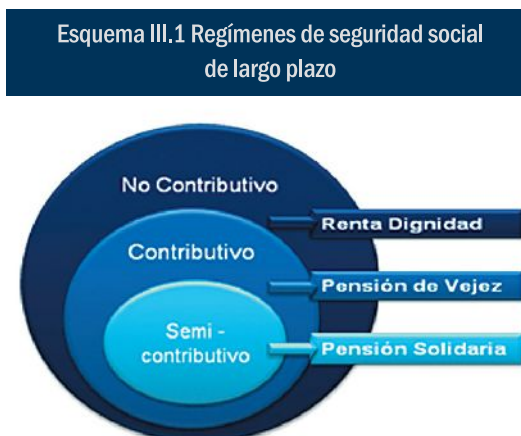 Esquema III.1 Regímenes de seguridad social
de largo plazo
No Contributivo
Renta Dignidad
Contributivo
Pensión de Vejez
Semi -
contributivo
Pensión Solidaria